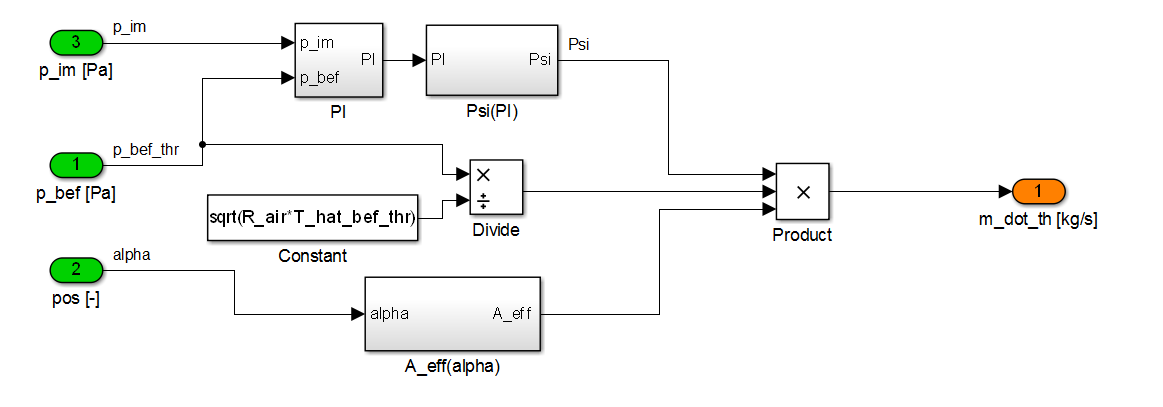 p_im
3
p_im [Pa]
p_im
p_bef
PI
PI
PI
Psi
Psi(PI)
Psi
p_bef_thr
1
p_bef [Pa]
×
÷
Divide
sqrt(R_air*T_hat_bef_thr)
Constant
×
Product
1
m_dot_th [kg/s]
alpha
2
pos [-]
alpha
A_eff
A_eff(alpha)